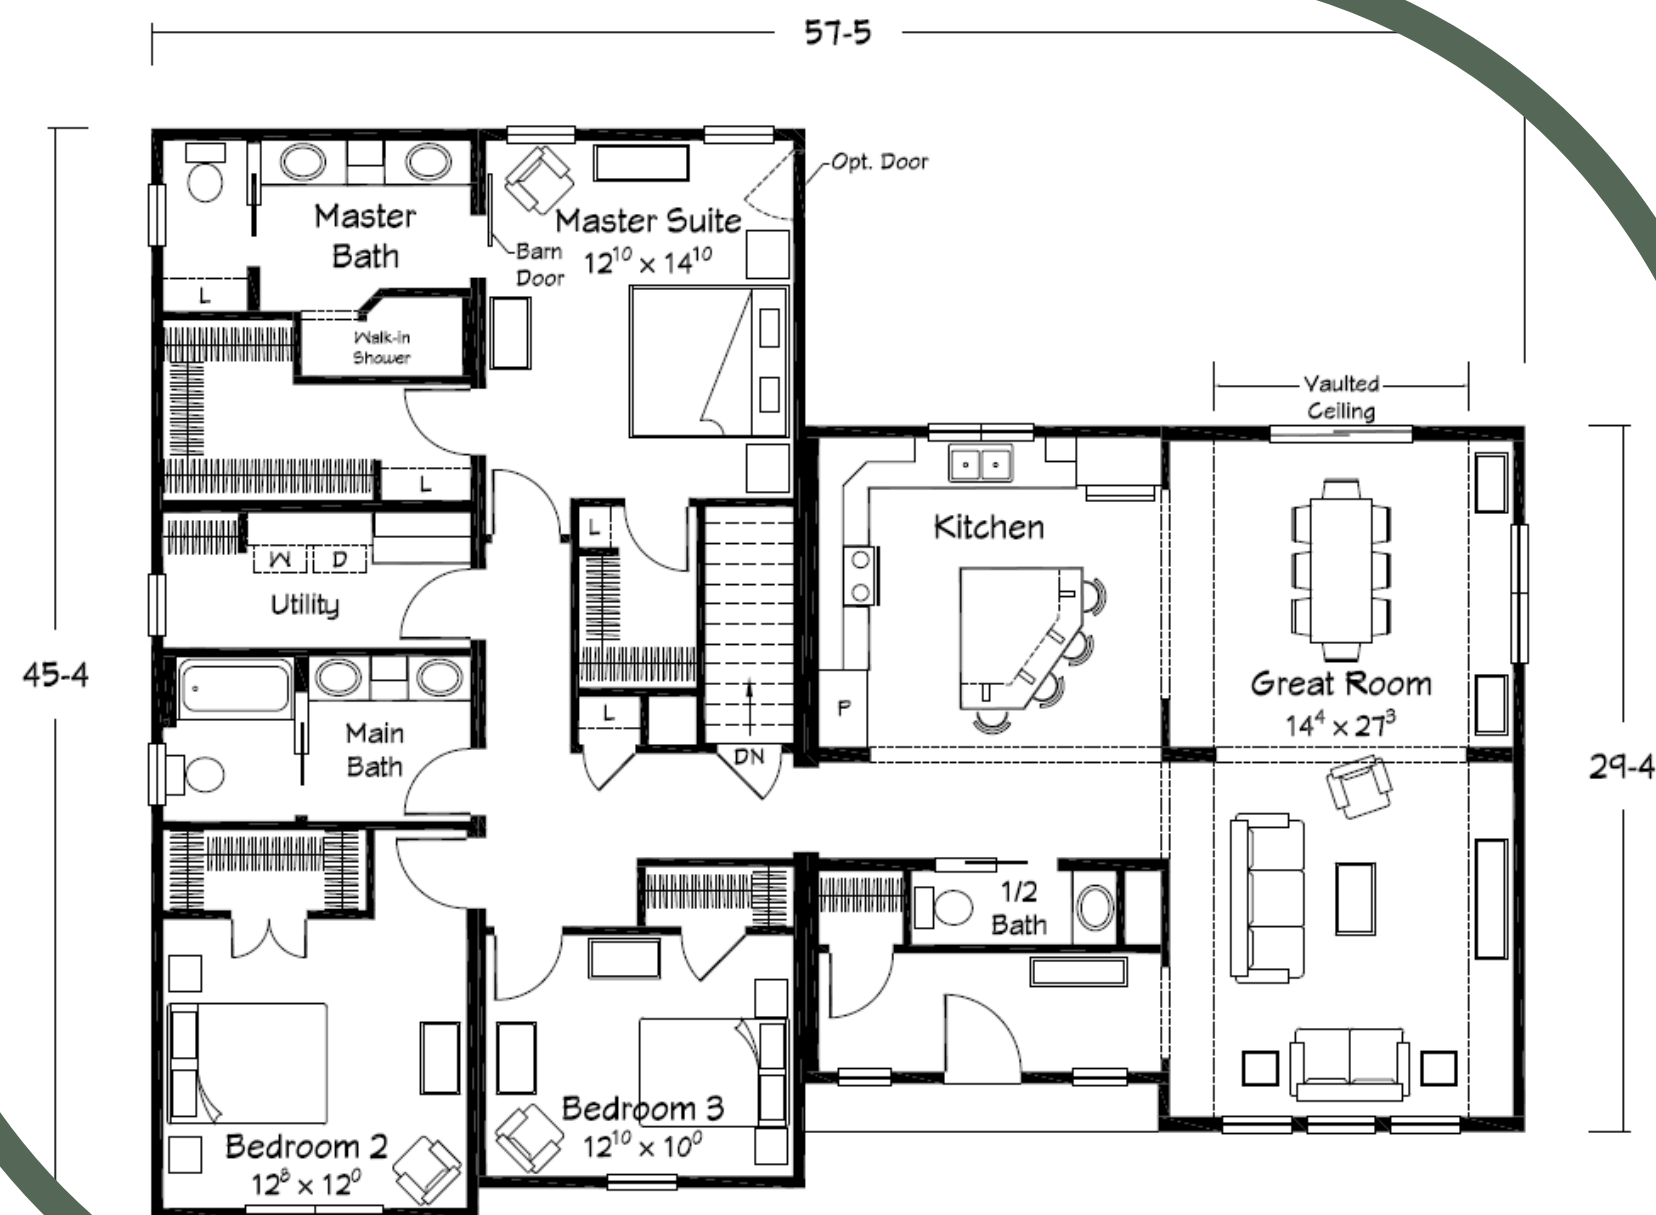 57-5
Opt. Door
Master
Bath
Master Suite
12¹⁰ x 14¹⁰
Barn
Door
L
Walk-in
Shower
Vaulted
Ceiling
L
L
Kitchen
W D
Utility
45-4
Great Room
14⁴ x 27³
P
L
Main
Bath
DN
29-4
1/2
Bath
Bedroom 3
12¹⁰ x 10⁰
Bedroom 2
12⁸ x 12⁰